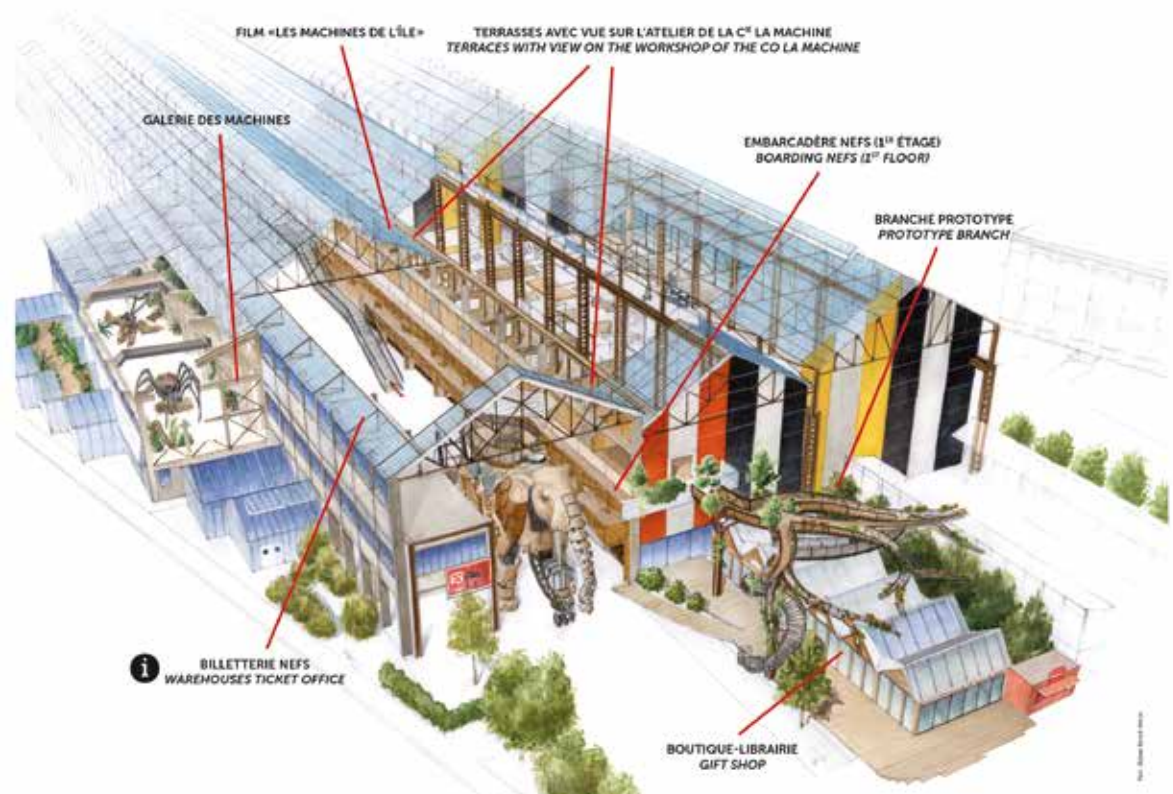 FILM «LES MACHINES DE L'ÎLE»
TERRASSES AVEC VUE SUR L'ATELIER DE LA Cᴵᴱ LA MACHINE
TERRACES WITH VIEW ON THE WORKSHOP OF THE CO LA MACHINE
GALERIE DES MACHINES
EMBARCADÈRE NEFS (1ᴱᴿ ÉTAGE)
BOARDING NEFS (1ˢᵀ FLOOR)
BRANCHE PROTOTYPE
PROTOTYPE BRANCH
i
BILLETTERIE NEFS
WAREHOUSES TICKET OFFICE
BOUTIQUE-LIBRAIRIE
GIFT SHOP